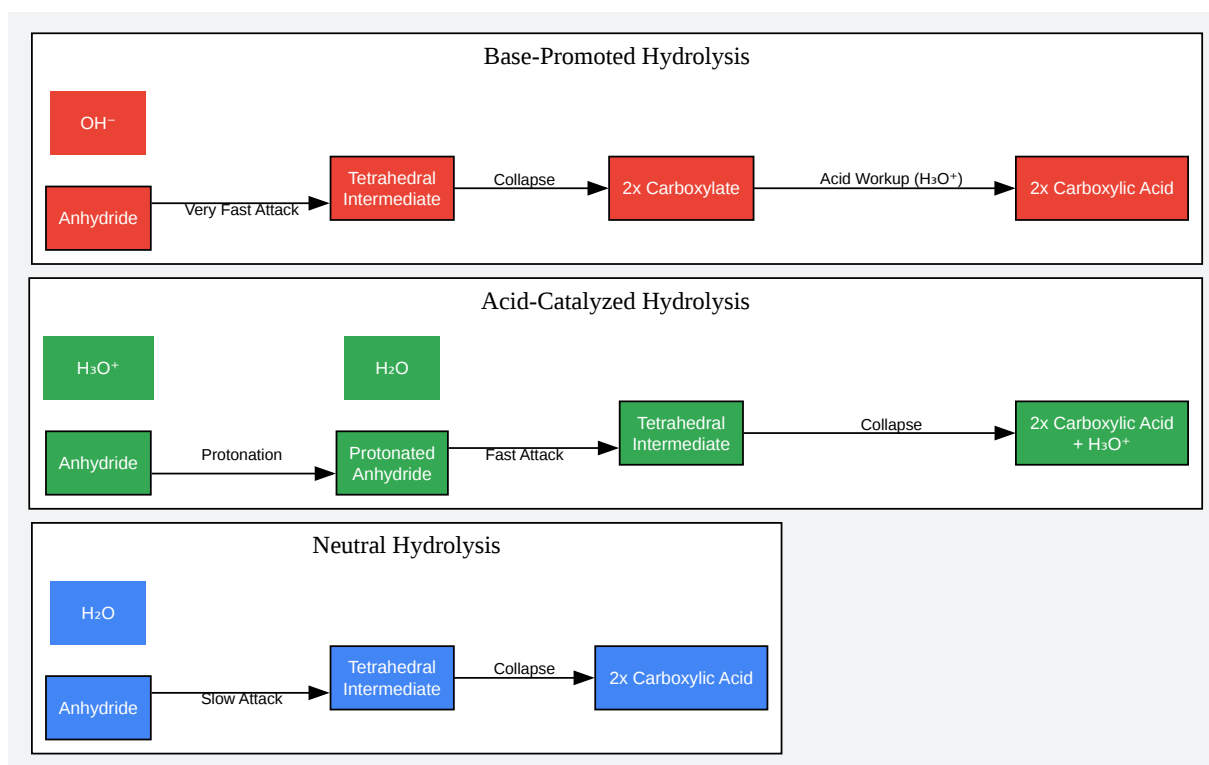 Base-Promoted Hydrolysis
OH⁻
Anhydride
Very Fast Attack
Tetrahedral
Intermediate
Collapse
2x Carboxylate
Acid Workup (H₃O⁺)
2x Carboxylic Acid
Acid-Catalyzed Hydrolysis
H₃O⁺
H₂O
Anhydride
Protonation
Protonated
Anhydride
Fast Attack
Tetrahedral
Intermediate
Collapse
2x Carboxylic Acid
+ H₃O⁺
Neutral Hydrolysis
H₂O
Anhydride
Slow Attack
Tetrahedral
Intermediate
Collapse
2x Carboxylic Acid